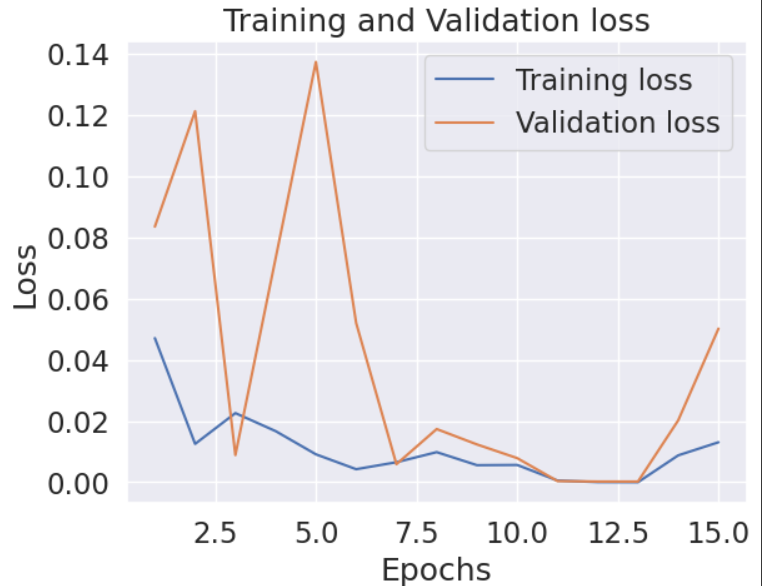 Training and Validation loss
Training loss
Validation loss
0.14
0.12
0.10
0.08
0.06
0.04
0.02
0.00
Loss
2.5 5.0 7.5 10.0 12.5 15.0
Epochs